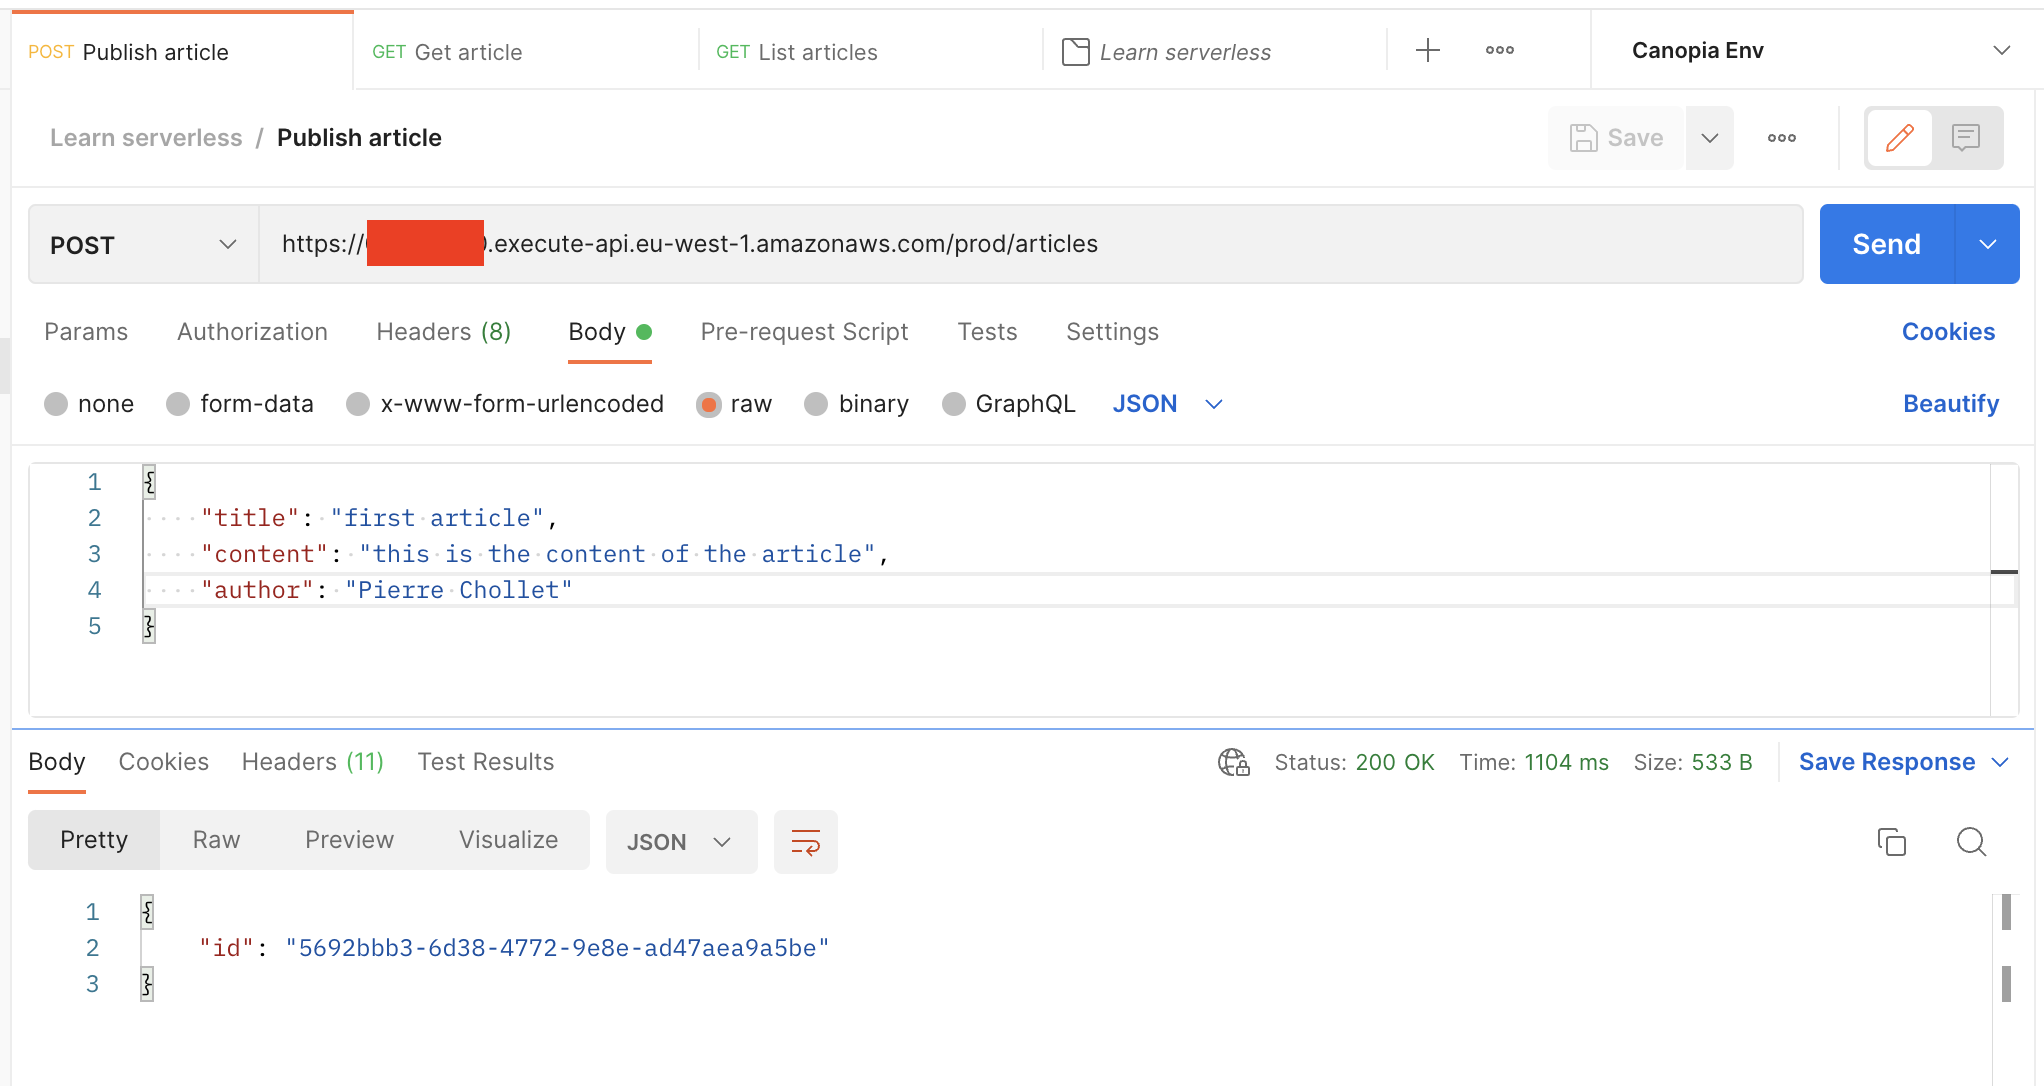 POST Publish article GET Get article GET List articles Learn serverless ooo Canopia Env
Learn serverless / Publish article Save ooo
POST https:// .execute-api.eu-west-1.amazonaws.com/prod/articles Send
Params Authorization Headers (8) Body Pre-request Script Tests Settings Cookies
none form-data x-www-form-urlencoded raw binary GraphQL JSON Beautify
1 {
2 "title": "first article",
3 "content": "this is the content of the article",
4 "author": "Pierre Chollet"
5 }
Body Cookies Headers (11) Test Results Status: 200 OK Time: 1104 ms Size: 533 B Save Response
Pretty Raw Preview Visualize JSON
1 {
2 "id": "5692bbb3-6d38-4772-9e8e-ad47aea9a5be"
3 }